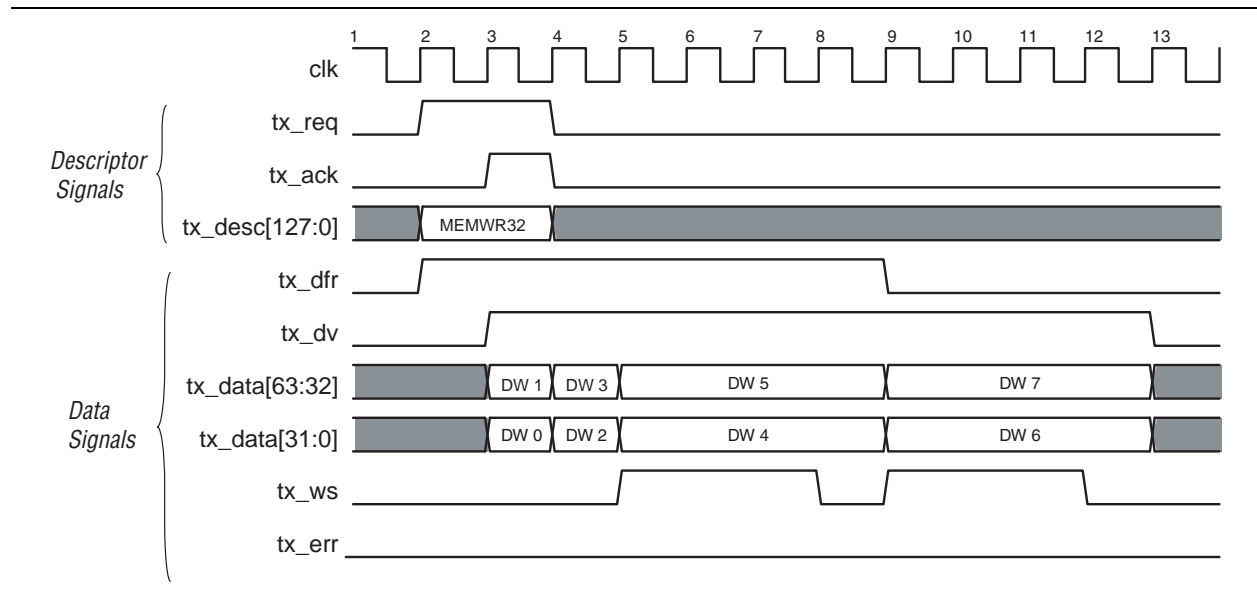 1 2 3 4 5 6 7 8 9 10 11 12 13
clk
Descriptor
Signals
tx_req
tx_ack
tx_desc[127:0] MEMWR32
Data
Signals
tx_dfr
tx_dv
tx_data[63:32] DW 1 DW 3 DW 5 DW 7
tx_data[31:0] DW 0 DW 2 DW 4 DW 6
tx_ws
tx_err